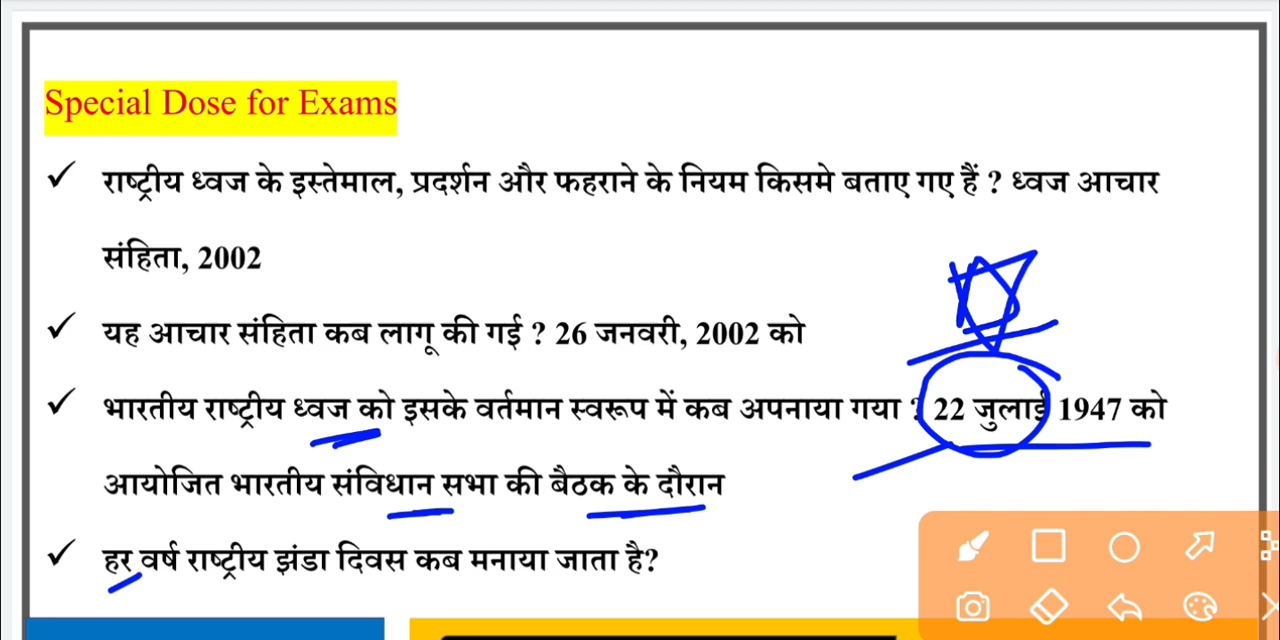 Special Dose for Exams
✓ राष्ट्रीय ध्वज के इस्तेमाल, प्रदर्शन और फहराने के नियम किसमे बताए गए हैं ? ध्वज आचार
संहिता, 2002
✓ यह आचार संहिता कब लागू की गई ? 26 जनवरी, 2002 को
✓ भारतीय राष्ट्रीय ध्वज को इसके वर्तमान स्वरूप में कब अपनाया गया ? 22 जुलाई 1947 को
आयोजित भारतीय संविधान सभा की बैठक के दौरान
✓ हर वर्ष राष्ट्रीय झंडा दिवस कब मनाया जाता है?